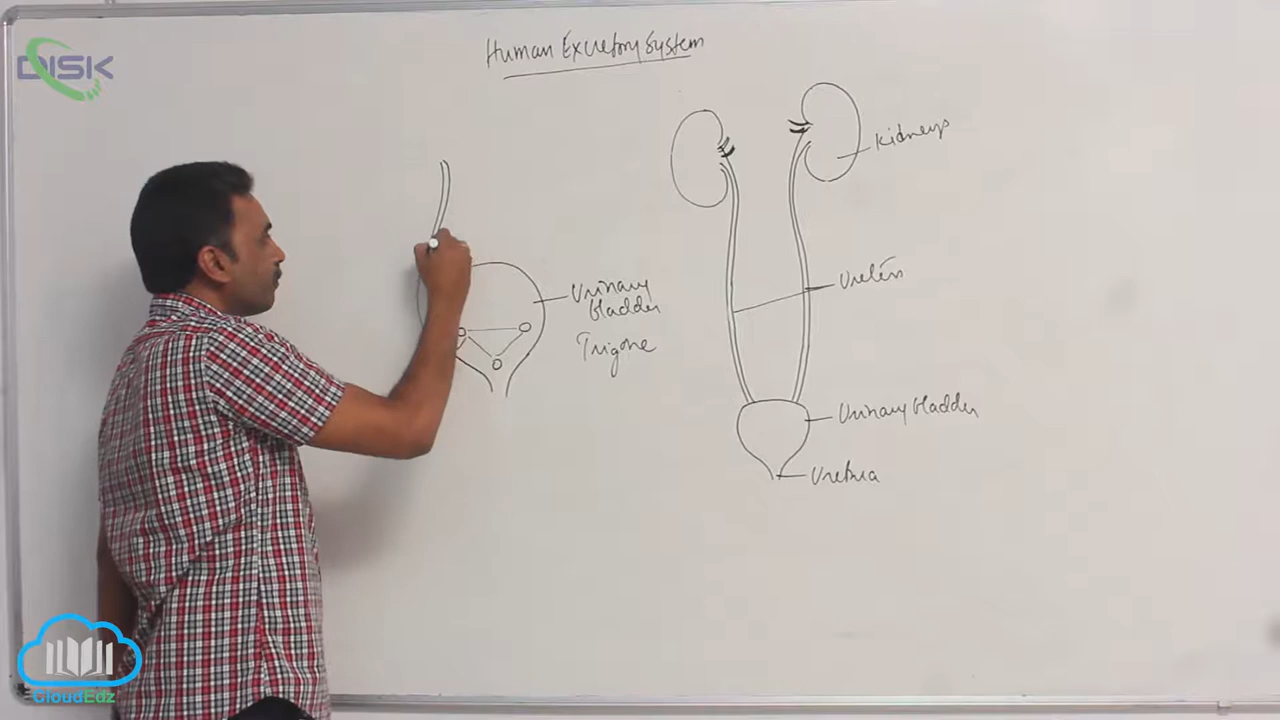 DISK
Human Excretory System
Kidneys
Urinary
bladder
Trigone
Ureters
Urinary bladder
Urethra
CloudEdz